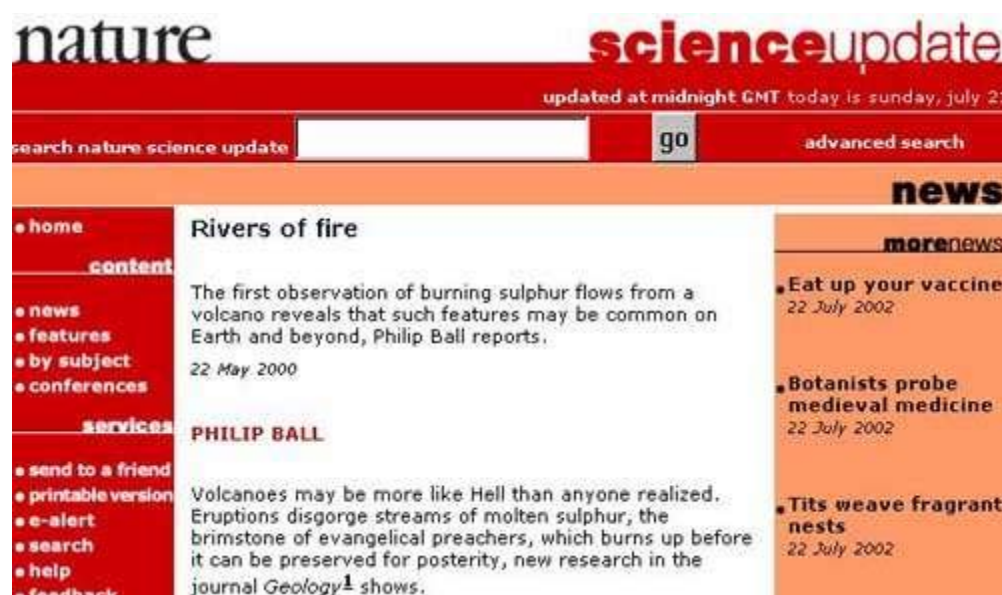 nature
scienceupdate
updated at midnight GMT today is sunday, july 2
search nature science update
go
advanced search
news
home
content
news
features
by subject
conferences
services
send to a friend
printable version
e-alert
search
help
feedback
Rivers of fire
The first observation of burning sulphur flows from a
volcano reveals that such features may be common on
Earth and beyond, Philip Ball reports.
22 May 2000
PHILIP BALL
Volcanoes may be more like Hell than anyone realized.
Eruptions disgorge streams of molten sulphur, the
brimstone of evangelical preachers, which burns up before
it can be preserved for posterity, new research in the
journal Geology1 shows.
morenews
Eat up your vaccine
22 July 2002
Botanists probe
medieval medicine
22 July 2002
Tits weave fragrant
nests
22 July 2002